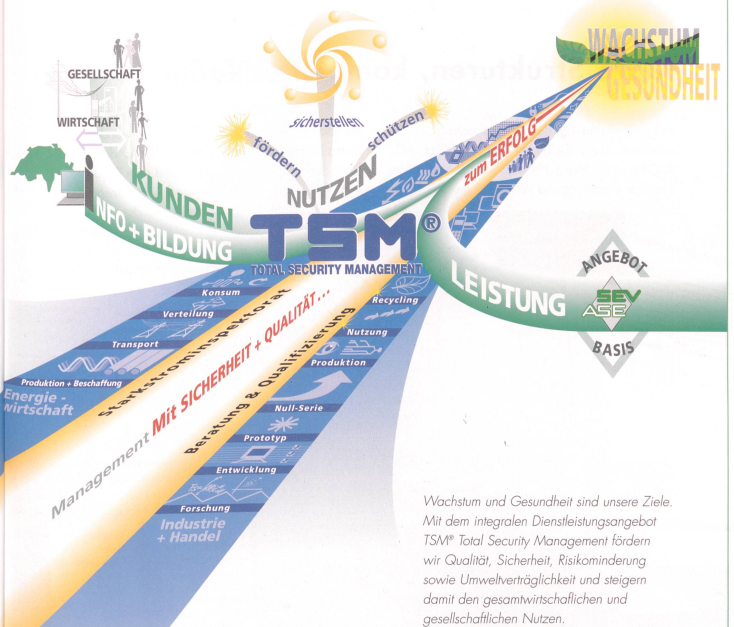 WACHSTUM
GESUNDHEIT
GESELLSCHAFT
WIRTSCHAFT
sicherstellen
fördern
schützen
NUTZEN
KUNDEN
INFO + BILDUNG
zum ERFOLG
TSM®
TOTAL SECURITY MANAGEMENT
LEISTUNG
ANGEBOT
SEV
ASE
BASIS
Konsum
Verteilung
Transport
Produktion + Beschaffung
Energie -
wirtschaft
Starkstrominspektorat
Management Mit SICHERHEIT + QUALITÄT...
Beratung & Qualifizierung
Recycling
Nutzung
Produktion
Null-Serie
Prototyp
Entwicklung
Forschung
Industrie
+ Handel
Wachstum und Gesundheit sind unsere Ziele.
Mit dem integralen Dienstleistungsangebot
TSM® Total Security Management fördern
wir Qualität, Sicherheit, Risikominderung
sowie Umweltverträglichkeit und steigern
damit den gesamtwirtschaflichen und
gesellschaftlichen Nutzen.